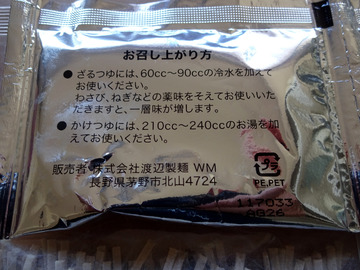 お召し上がり方
●ざるつゆには、60cc～90ccの冷水を加えて
お使いください。
わさび、ねぎなどの薬味をそえてお使いいた
だきますと、一層味が増します。
●かけつゆには、210cc～240ccのお湯を加
えてお使いください。
販売者 株式会社渡辺製麺 WM
長野県茅野市北山4724
プラ
PE,PET
117033